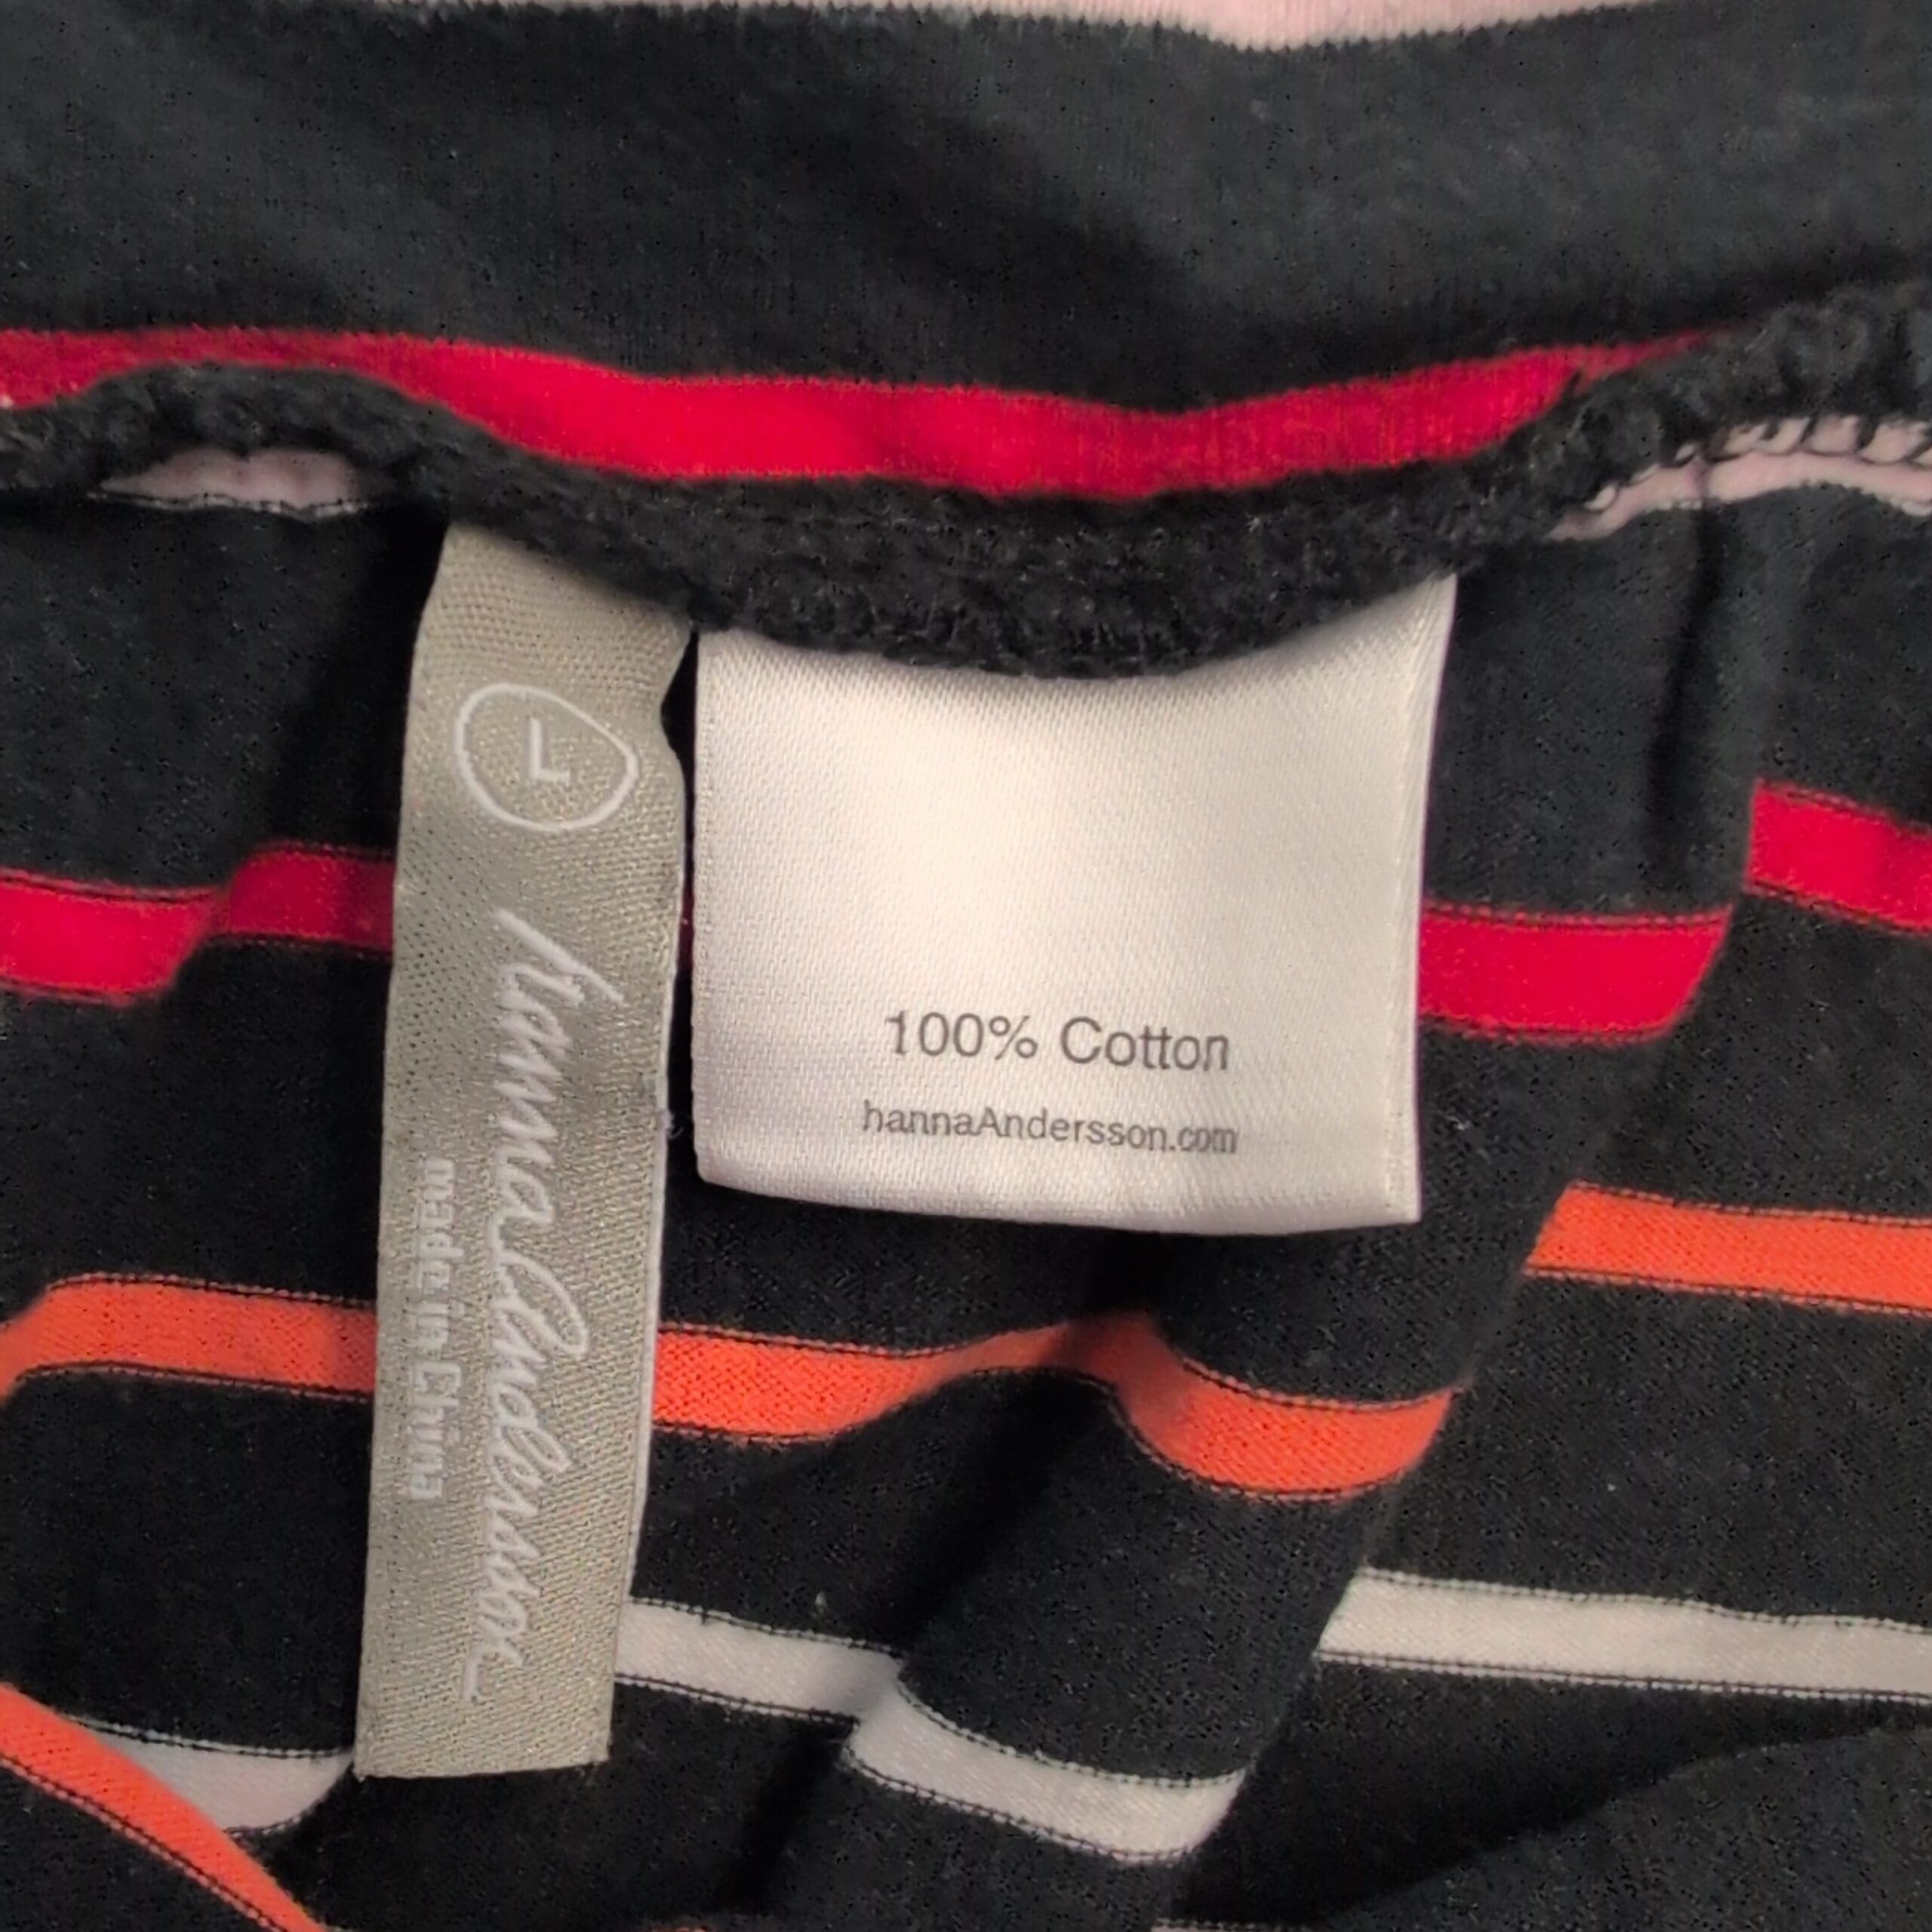 L
hanna andersson
made in China
100% Cotton
hannaAndersson.com